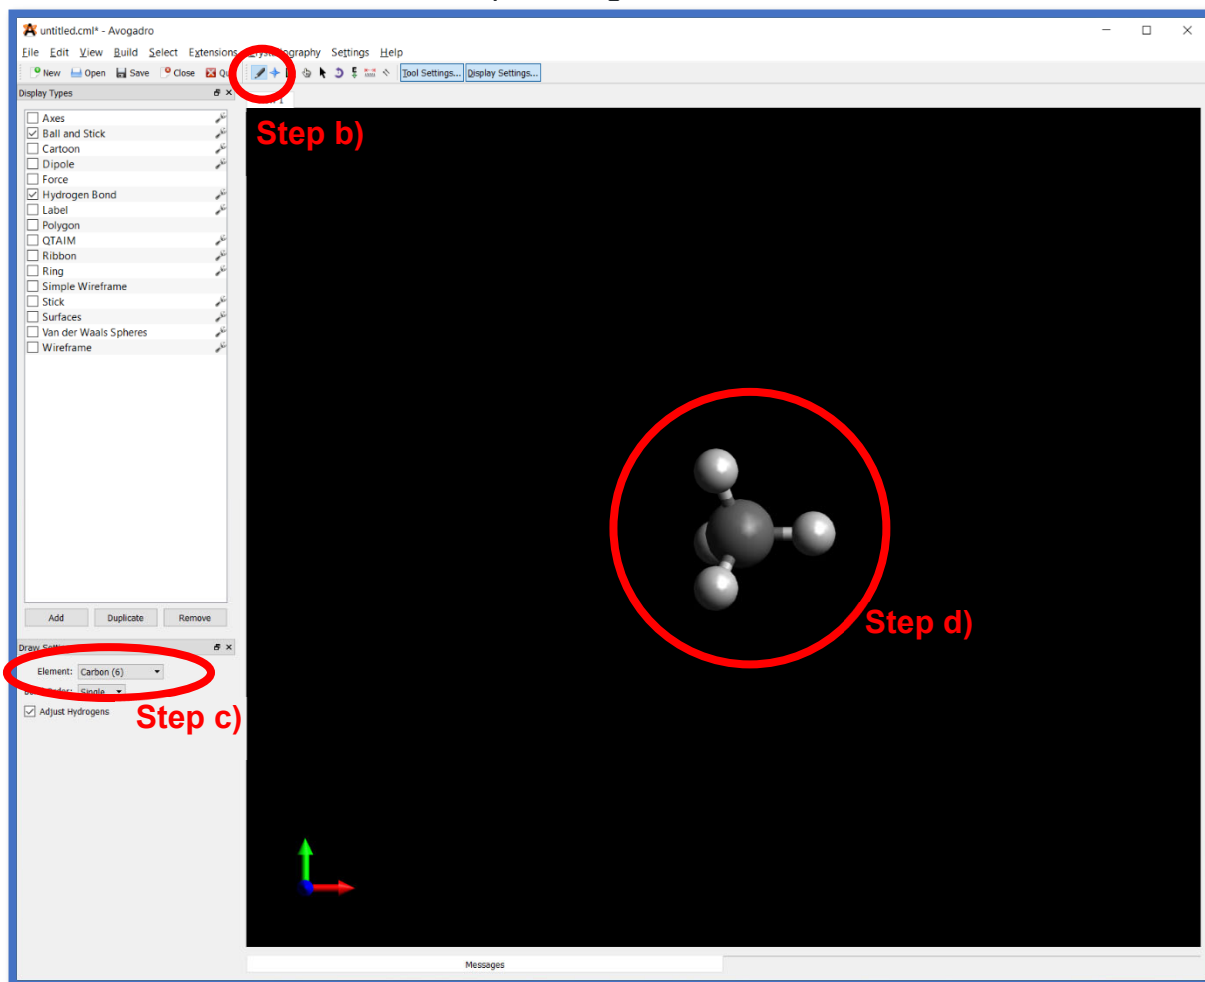 untitled.cml* - Avogadro
File Edit View Build Select Extensions Settings Help
New Open Save Close Tool Settings... Display Settings...
Display Types
Step b)
Axes
Ball and Stick
Cartoon
Dipole
Force
Hydrogen Bond
Label
Polygon
QTAIM
Ribbon
Ring
Simple Wireframe
Stick
Surfaces
Van der Waals Spheres
Wireframe
Add Duplicate Remove
Step d)
Draw
Element: Carbon (6)
Single
Adjust Hydrogens
Step c)
Messages